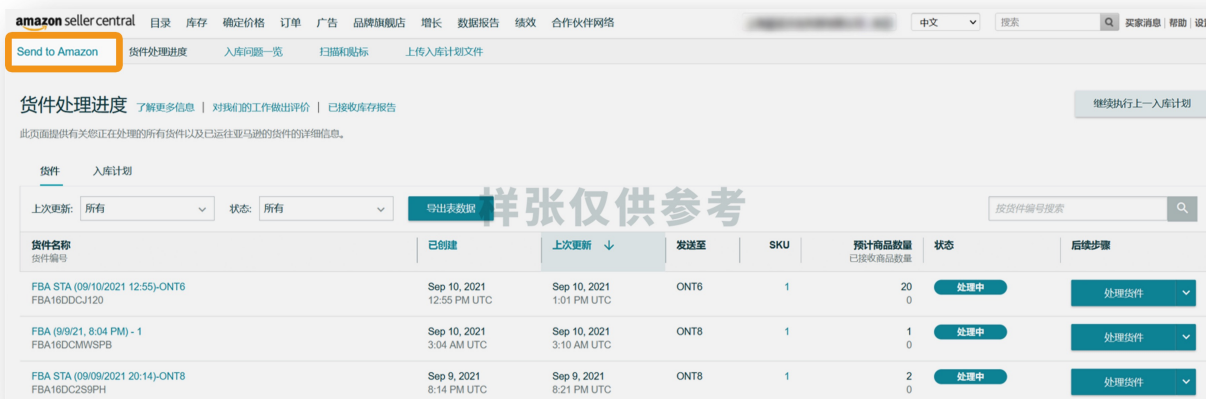 amazon seller central 目录 库存 确定价格 订单 广告 品牌旗舰店 增长 数据报告 绩效 合作伙伴网络 中文 搜索 买家消息 | 帮助 |
Send to Amazon 货件处理进度 入库问题一览 扫描和贴标 上传入库计划文件
货件处理进度 了解更多信息 | 对我们的工作做出评价 | 已接收库存报告 继续执行上一入库计划
此页面提供有关您正在处理的所有货件以及已运往亚马逊的货件的详细信息。
货件 入库计划
上次更新: 所有 状态: 所有 导出表数据 按货件编号搜索
样张仅供参考
货件名称 已创建 上次更新 ↓ 发送至 SKU 预计商品数量 状态 后续步骤
货件编号 已接收商品数量
FBA STA (09/10/2021 12:55)-ONT6 Sep 10, 2021 Sep 10, 2021 ONT6 1 20 处理中 处理货件
FBA16DDCJ120 12:55 PM UTC 1:01 PM UTC 0
FBA (9/9/21, 8:04 PM) - 1 Sep 10, 2021 Sep 10, 2021 ONT8 1 1 处理中 处理货件
FBA16DCMWSPB 3:04 AM UTC 3:10 AM UTC 0
FBA STA (09/09/2021 20:14)-ONT8 Sep 9, 2021 Sep 9, 2021 ONT8 1 2 处理中 处理货件
FBA16DC2S9PH 8:14 PM UTC 8:21 PM UTC 0